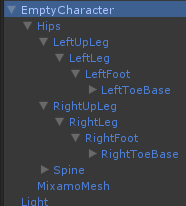 EmptyCharacter
Hips
LeftUpLeg
LeftLeg
LeftFoot
LeftToeBase
RightUpLeg
RightLeg
RightFoot
RightToeBase
Spine
MixamoMesh
Light